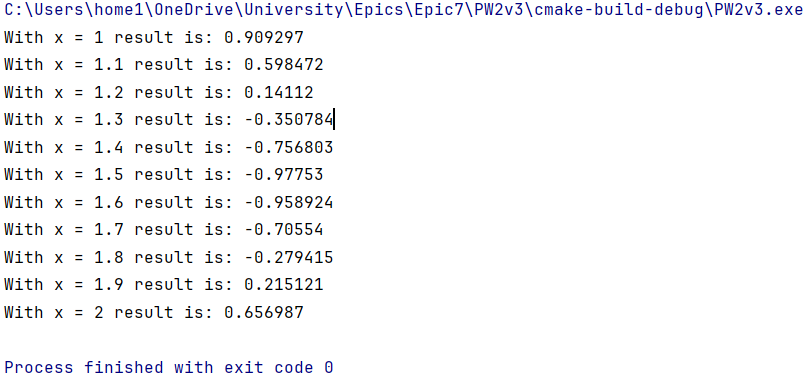 C:\Users\home1\OneDrive\University\Epics\Epic7\PW2v3\cmake-build-debug\PW2v3.exe
With x = 1 result is: 0.909297
With x = 1.1 result is: 0.598472
With x = 1.2 result is: 0.14112
With x = 1.3 result is: -0.350784
With x = 1.4 result is: -0.756803
With x = 1.5 result is: -0.97753
With x = 1.6 result is: -0.958924
With x = 1.7 result is: -0.70554
With x = 1.8 result is: -0.279415
With x = 1.9 result is: 0.215121
With x = 2 result is: 0.656987
Process finished with exit code 0